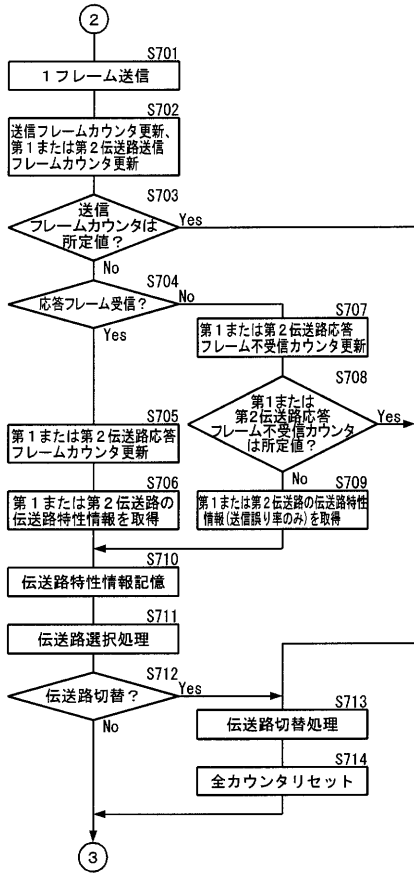 2
S701
1フレーム送信
S702
送信フレームカウンタ更新、
第1または第2伝送路送信
フレームカウンタ更新
S703
送信
フレームカウンタは
所定値?
Yes
No
S704
応答フレーム受信?
No
Yes
S707
第1または第2伝送路応答
フレーム不受信カウンタ更新
S708
第1または
第2伝送路応答
フレーム不受信カウンタ
は所定値?
Yes
No
S705
第1または第2伝送路応答
フレームカウンタ更新
S706
第1または第2伝送路の
伝送路特性情報を取得
S709
第1または第2伝送路の伝送路特性
情報(送信誤り率のみ)を取得
S710
伝送路特性情報記憶
S711
伝送路選択処理
S712
伝送路切替?
Yes
No
S713
伝送路切替処理
S714
全カウンタリセット
3